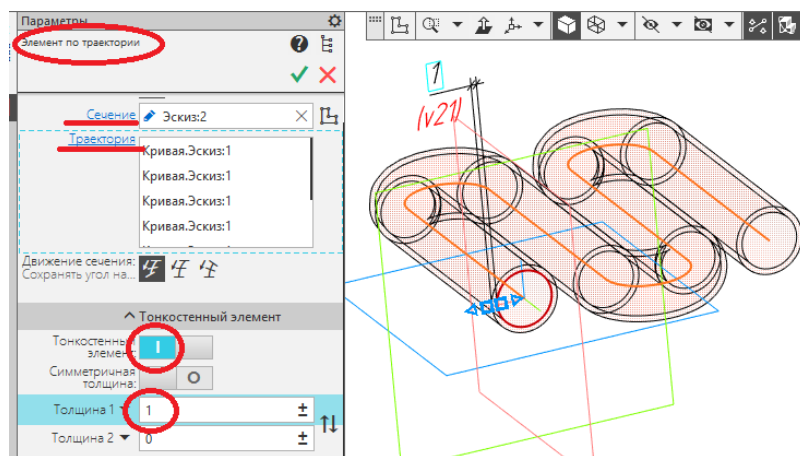 Параметры
Элемент по траектории
Сечение Эскиз:2
Траектория
Кривая.Эскиз:1
Кривая.Эскиз:1
Кривая.Эскиз:1
Кривая.Эскиз:1
Движение сечения:
Сохранять угол на...
Тонкостенный элемент
Тонкостенный
элемент:
Симметричная
толщина:
Толщина 1 1
Толщина 2 0
1
(v21)